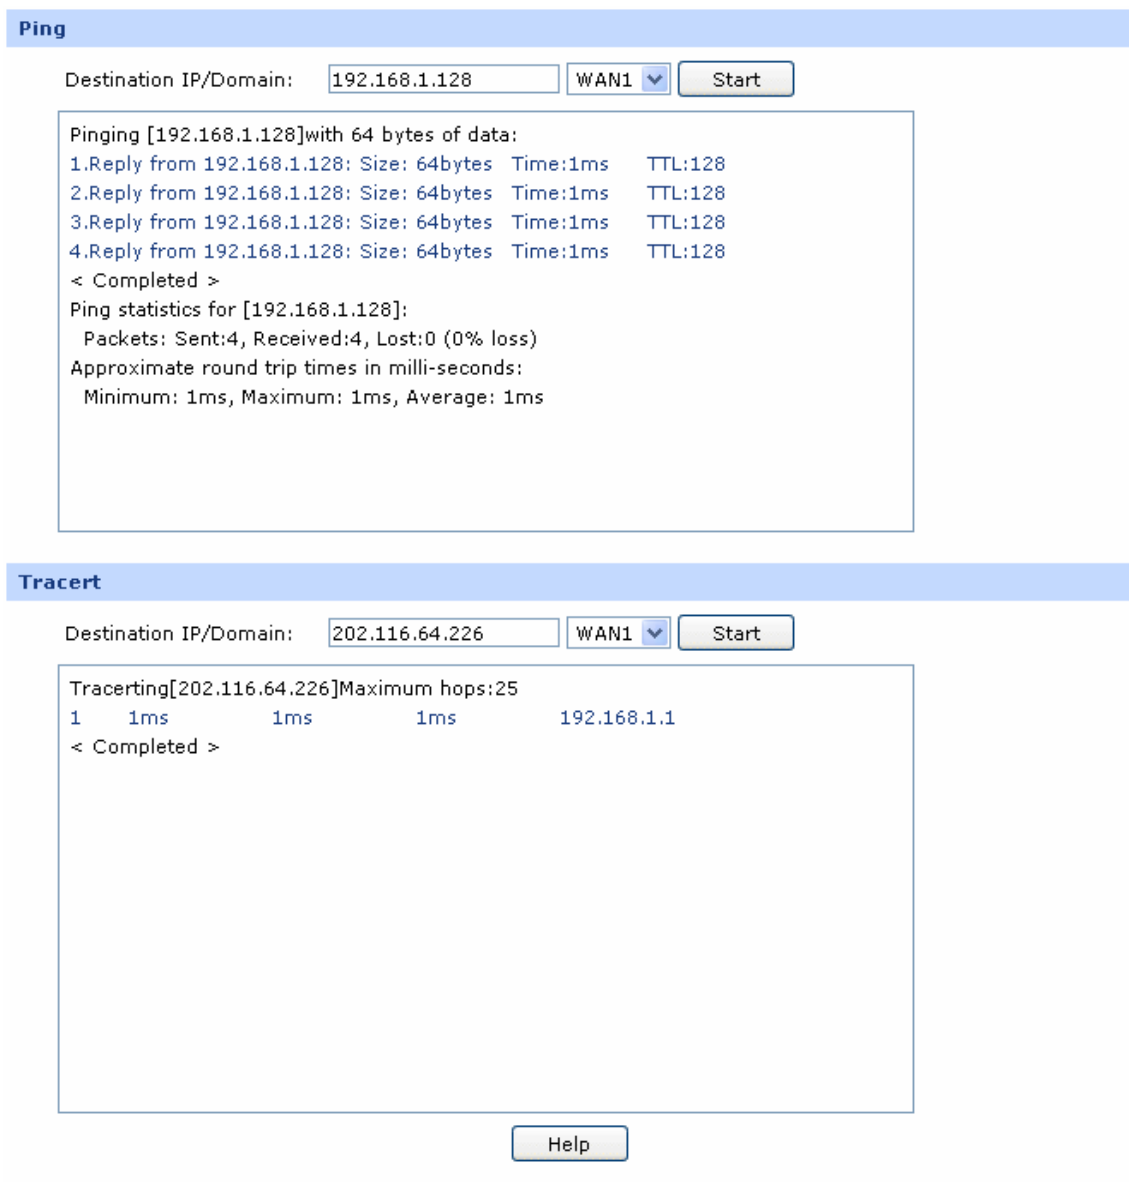 Ping
Destination IP/Domain: 192.168.1.128 WAN1 Start
Pinging [192.168.1.128]with 64 bytes of data:
1.Reply from 192.168.1.128: Size: 64bytes Time:1ms TTL:128
2.Reply from 192.168.1.128: Size: 64bytes Time:1ms TTL:128
3.Reply from 192.168.1.128: Size: 64bytes Time:1ms TTL:128
4.Reply from 192.168.1.128: Size: 64bytes Time:1ms TTL:128
< Completed >
Ping statistics for [192.168.1.128]:
Packets: Sent:4, Received:4, Lost:0 (0% loss)
Approximate round trip times in milli-seconds:
Minimum: 1ms, Maximum: 1ms, Average: 1ms
Tracert
Destination IP/Domain: 202.116.64.226 WAN1 Start
Tracerting[202.116.64.226]Maximum hops:25
1 1ms 1ms 1ms 192.168.1.1
< Completed >
Help